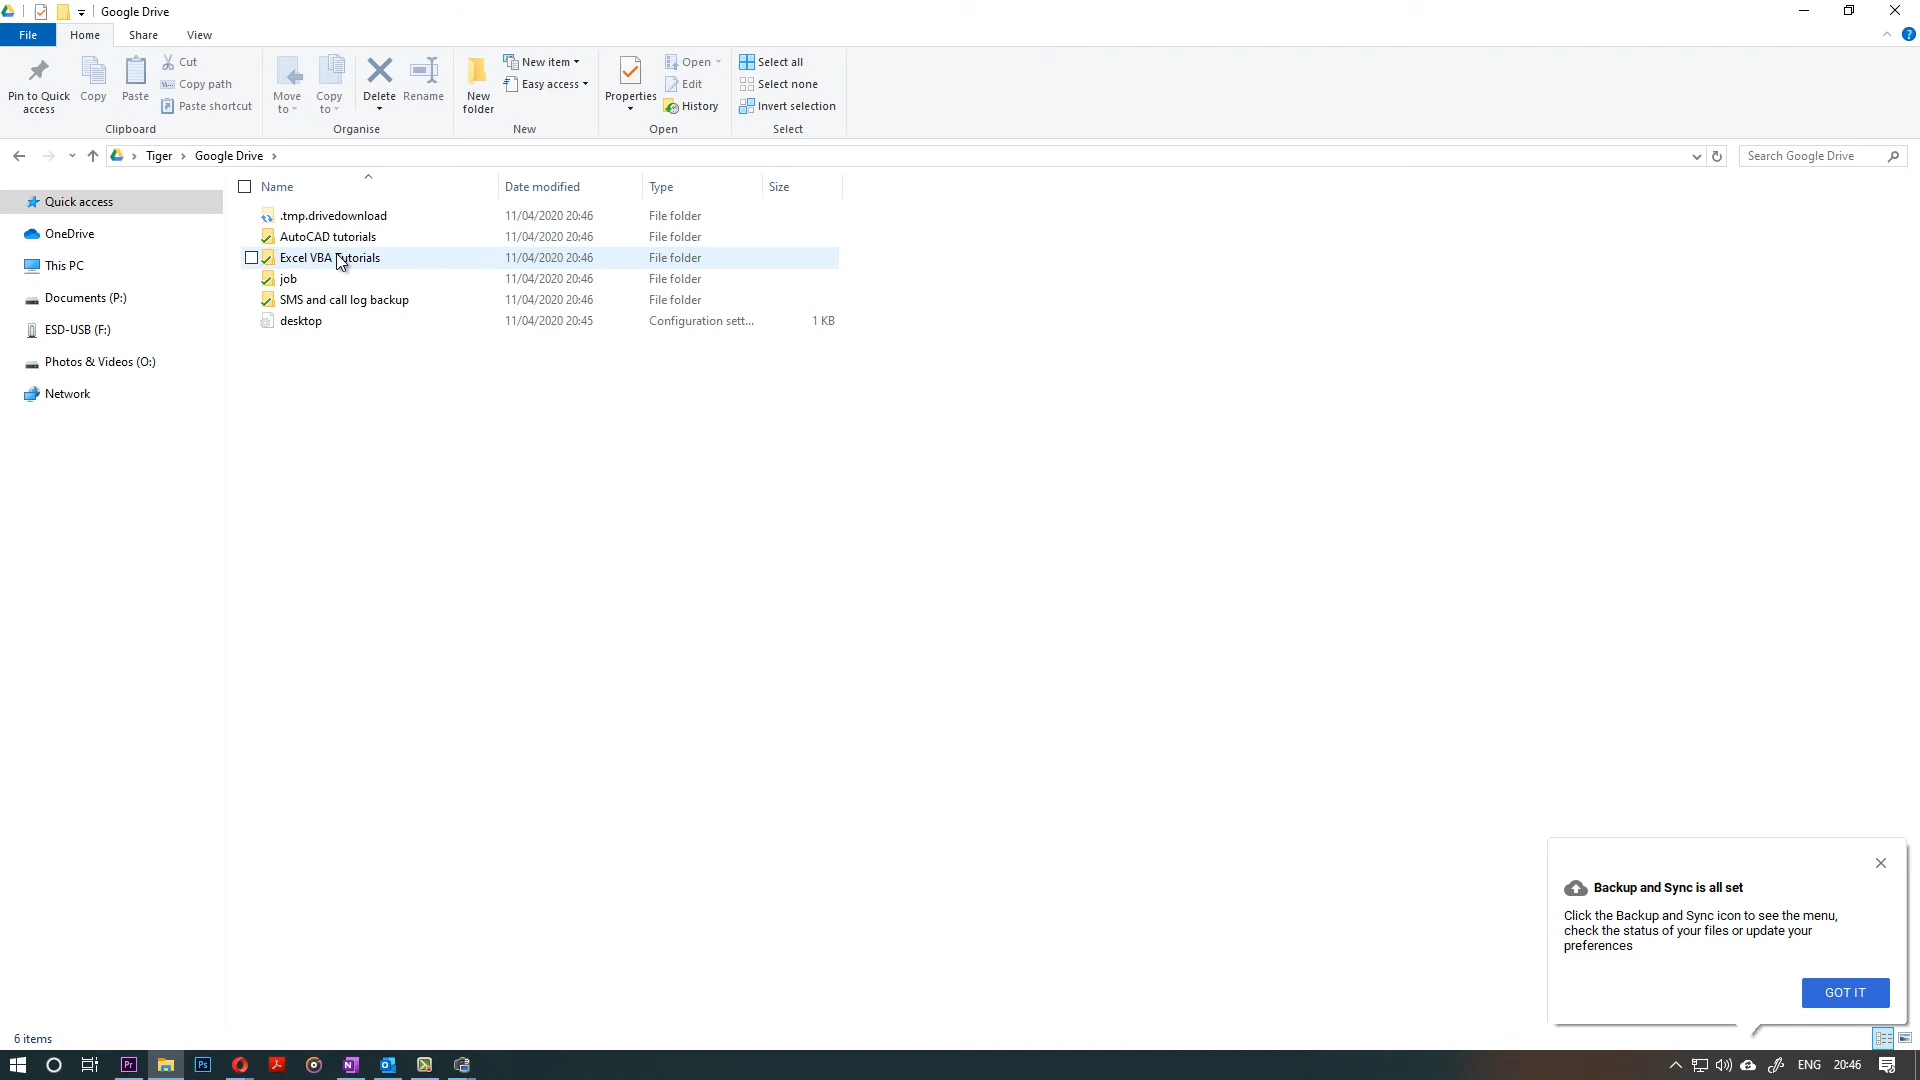 Google Drive
File Home Share View
Pin to Quick access
Copy
Paste
Cut
Copy path
Paste shortcut
Clipboard
Move to
Copy to
Delete
Rename
Organise
New folder
New item
Easy access
New
Properties
Open
Edit
History
Open
Select all
Select none
Invert selection
Select
Tiger Google Drive
Search Google Drive
Quick access
OneDrive
This PC
Documents (P:)
ESD-USB (F:)
Photos & Videos (O:)
Network
Name Date modified Type Size
.tmp.drivedownload 11/04/2020 20:46 File folder
AutoCAD tutorials 11/04/2020 20:46 File folder
Excel VBA Tutorials 11/04/2020 20:46 File folder
job 11/04/2020 20:46 File folder
SMS and call log backup 11/04/2020 20:46 File folder
desktop 11/04/2020 20:45 Configuration sett... 1 KB
Backup and Sync is all set
Click the Backup and Sync icon to see the menu,
check the status of your files or update your
preferences
GOT IT
6 items
Pr Ps ENG 20:46